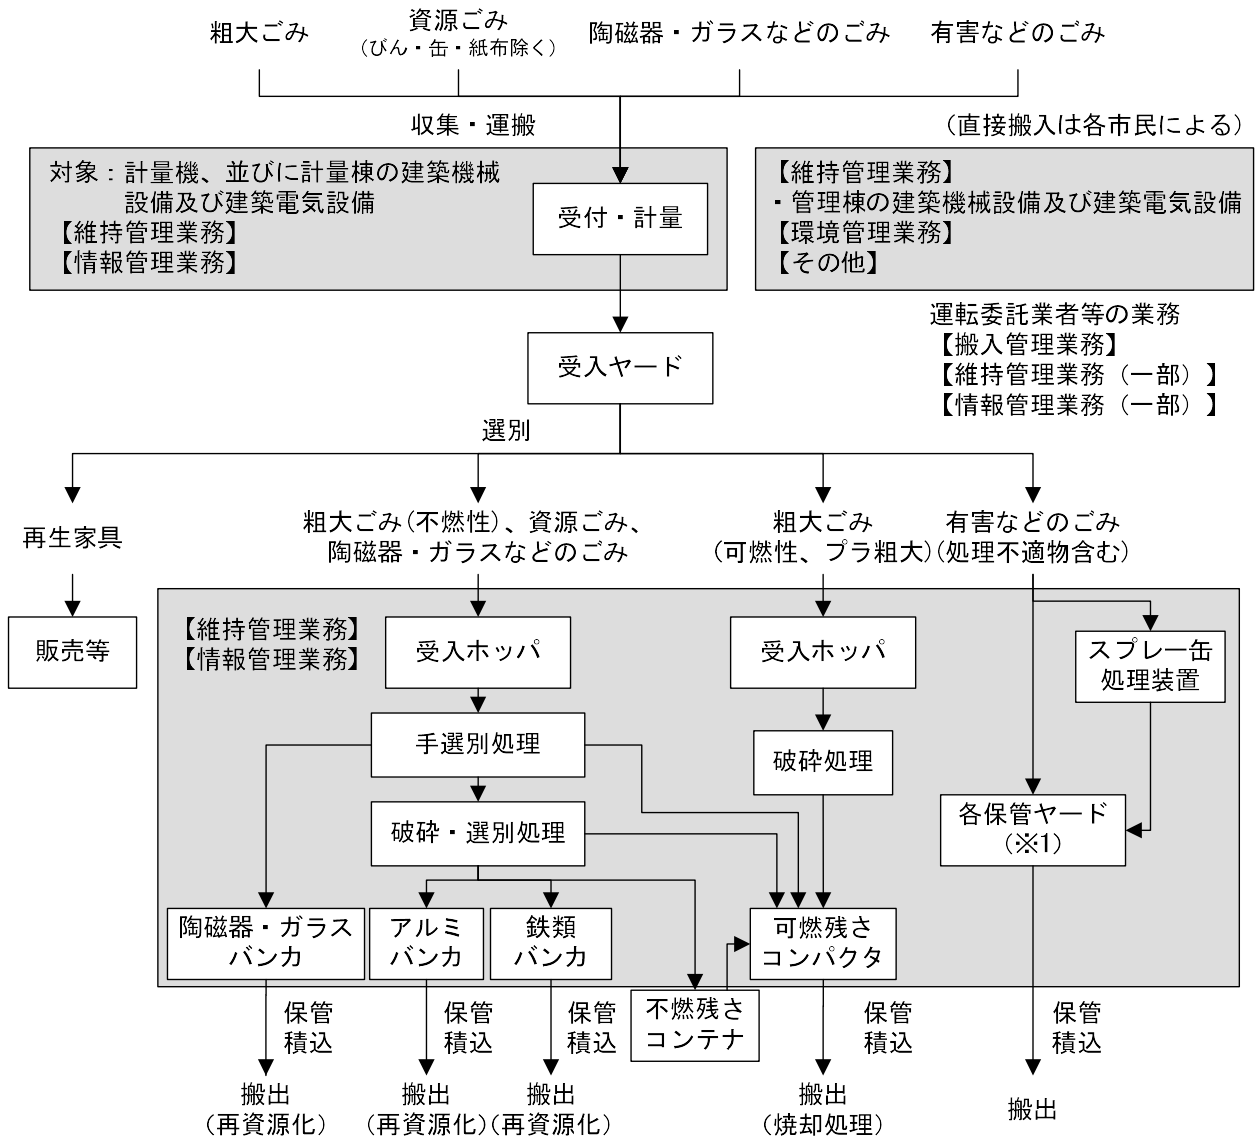 粗大ごみ
資源ごみ
(びん・缶・紙布除く)
陶磁器・ガラスなどのごみ
有害などのごみ
収集・運搬
(直接搬入は各市民による)
対象：計量機、並びに計量棟の建築機械
設備及び建築電気設備
【維持管理業務】
【情報管理業務】
受付・計量
【維持管理業務】
・管理棟の建築機械設備及び建築電気設備
【環境管理業務】
【その他】
運転委託業者等の業務
【搬入管理業務】
【維持管理業務（一部）】
【情報管理業務（一部）】
受入ヤード
選別
再生家具
粗大ごみ(不燃性)、資源ごみ、
陶磁器・ガラスなどのごみ
粗大ごみ
(可燃性、プラ粗大)
有害などのごみ
(処理不適物含む)
販売等
【維持管理業務】
【情報管理業務】
受入ホッパ
受入ホッパ
スプレー缶
処理装置
手選別処理
破砕処理
破砕・選別処理
各保管ヤード
(※1)
陶磁器・ガラス
バンカ
アルミ
バンカ
鉄類
バンカ
可燃残さ
コンパクタ
不燃残さ
コンテナ
保管
積込
保管
積込
保管
積込
保管
積込
保管
積込
搬出
(再資源化)
搬出
(再資源化)
搬出
(再資源化)
搬出
(焼却処理)
搬出